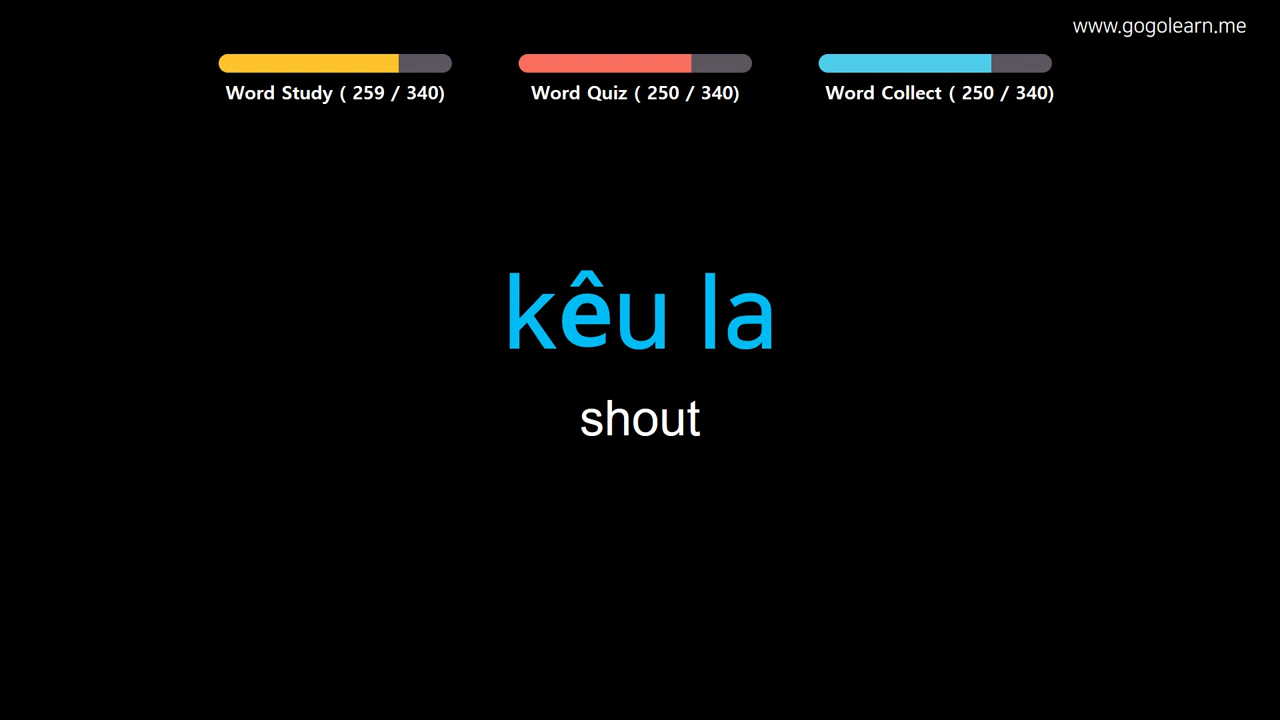 www.gogolearn.me
Word Study ( 259 / 340)
Word Quiz ( 250 / 340)
Word Collect ( 250 / 340)
kêu la
shout